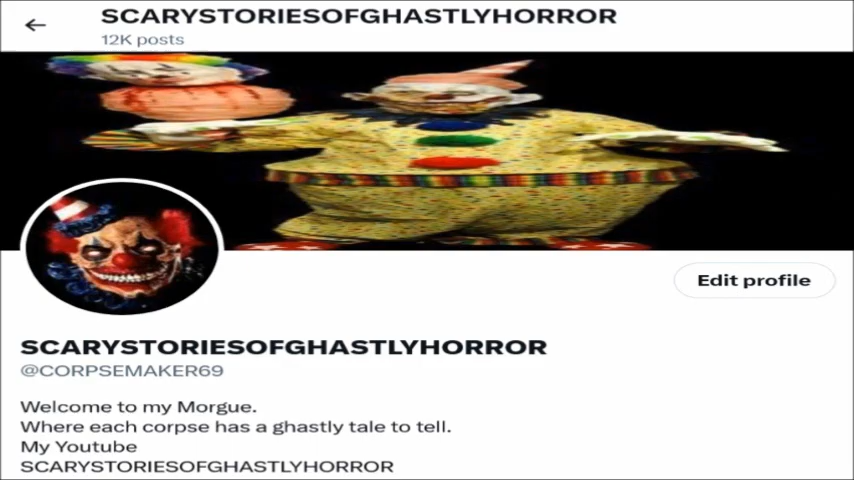 SCARYSTORIESOFGHASTLYHORROR
12K posts
Edit profile
SCARYSTORIESOFGHASTLYHORROR
@CORPSEMAKER69
Welcome to my Morgue.
Where each corpse has a ghastly tale to tell.
My Youtube
SCARYSTORIESOFGHASTLYHORROR